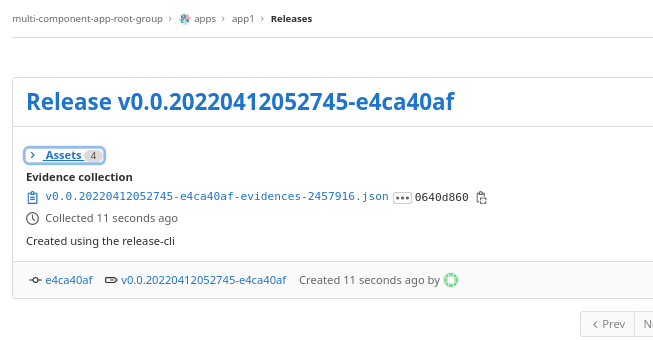 multi-component-app-root-group › apps › app1 › Releases
Release v0.0.20220412052745-e4ca40af
Assets 4
Evidence collection
v0.0.20220412052745-e4ca40af-evidences-2457916.json ••• 0640d860
Collected 11 seconds ago
Created using the release-cli
e4ca40af v0.0.20220412052745-e4ca40af Created 11 seconds ago by
Prev